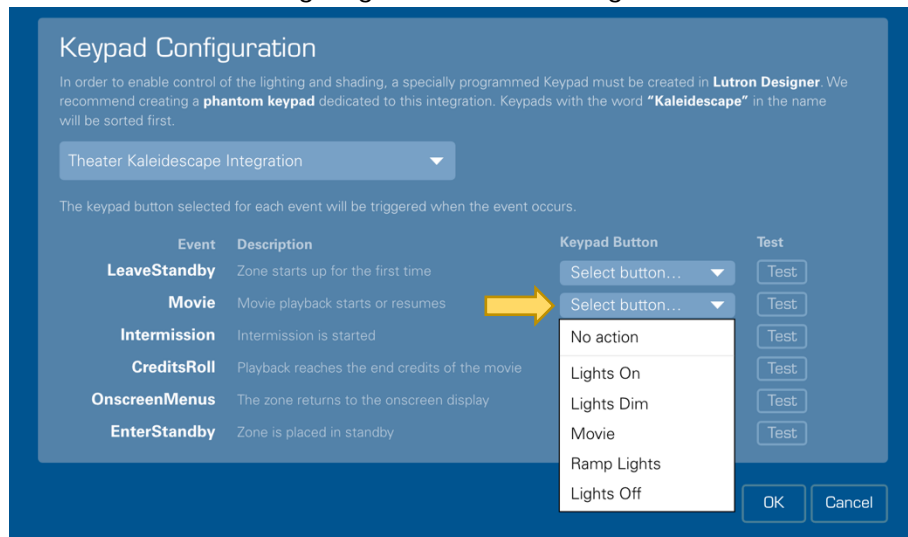 Keypad Configuration
In order to enable control of the lighting and shading, a specially programmed Keypad must be created in Lutron Designer. We
recommend creating a phantom keypad dedicated to this integration. Keypads with the word "Kaleidescape" in the name
will be sorted first.
Theater Kaleidescape Integration
The keypad button selected for each event will be triggered when the event occurs.
Event Description Keypad Button Test
LeaveStandby Zone starts up for the first time Select button... Test
Movie Movie playback starts or resumes Select button... Test
Intermission Intermission is started No action Test
CreditsRoll Playback reaches the end credits of the movie Lights On Test
OnscreenMenus The zone returns to the onscreen display Lights Dim Test
EnterStandby Zone is placed in standby Movie Test
Ramp Lights
Lights Off
OK Cancel